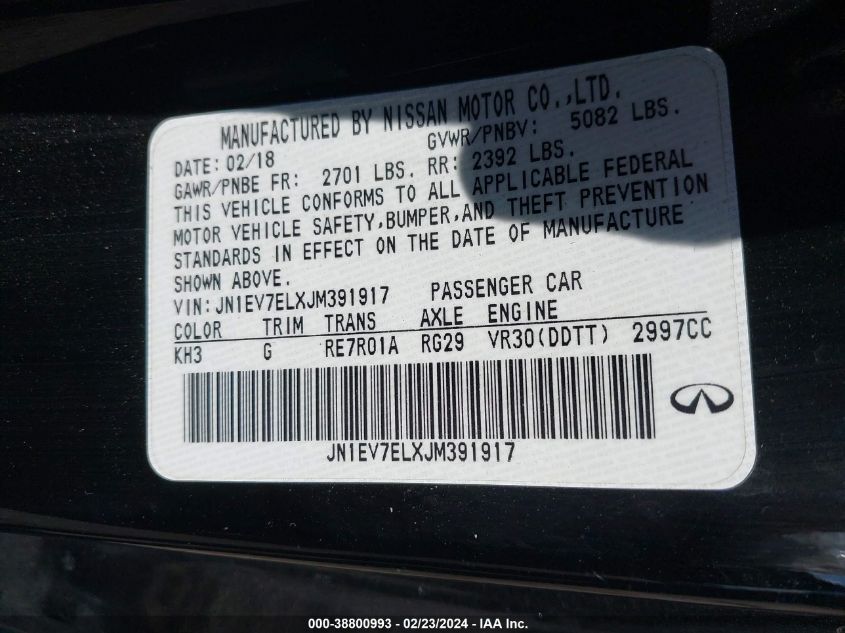 MANUFACTURED BY NISSAN MOTOR CO.,LTD.
DATE: 02/18 GVWR/PNBV: 5082 LBS.
GAWR/PNBE FR: 2701 LBS. RR: 2392 LBS.
THIS VEHICLE CONFORMS TO ALL APPLICABLE FEDERAL
MOTOR VEHICLE SAFETY,BUMPER,AND THEFT PREVENTION
STANDARDS IN EFFECT ON THE DATE OF MANUFACTURE
SHOWN ABOVE.
VIN:JN1EV7ELXJM391917 PASSENGER CAR
COLOR TRIM TRANS AXLE ENGINE
KH3 G RE7R01A RG29 VR30(DDTT) 2997CC
JN1EV7ELXJM391917
000-38800993 - 02/23/2024 - IAA Inc.